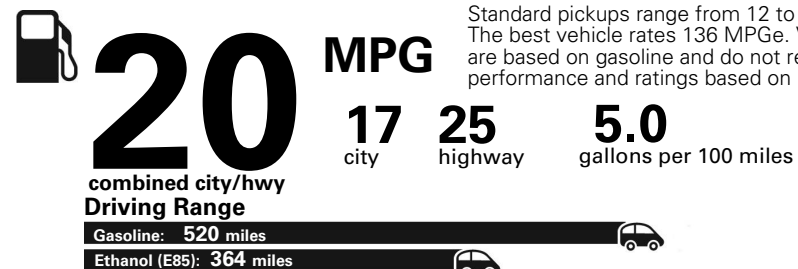 Standard pickups range from 12 to
The best vehicle rates 136 MPGe. V
are based on gasoline and do not re
performance and ratings based on
20 MPG
17 25 5.0
city highway gallons per 100 miles
combined city/hwy
Driving Range
Gasoline: 520 miles
Ethanol (E85): 364 miles